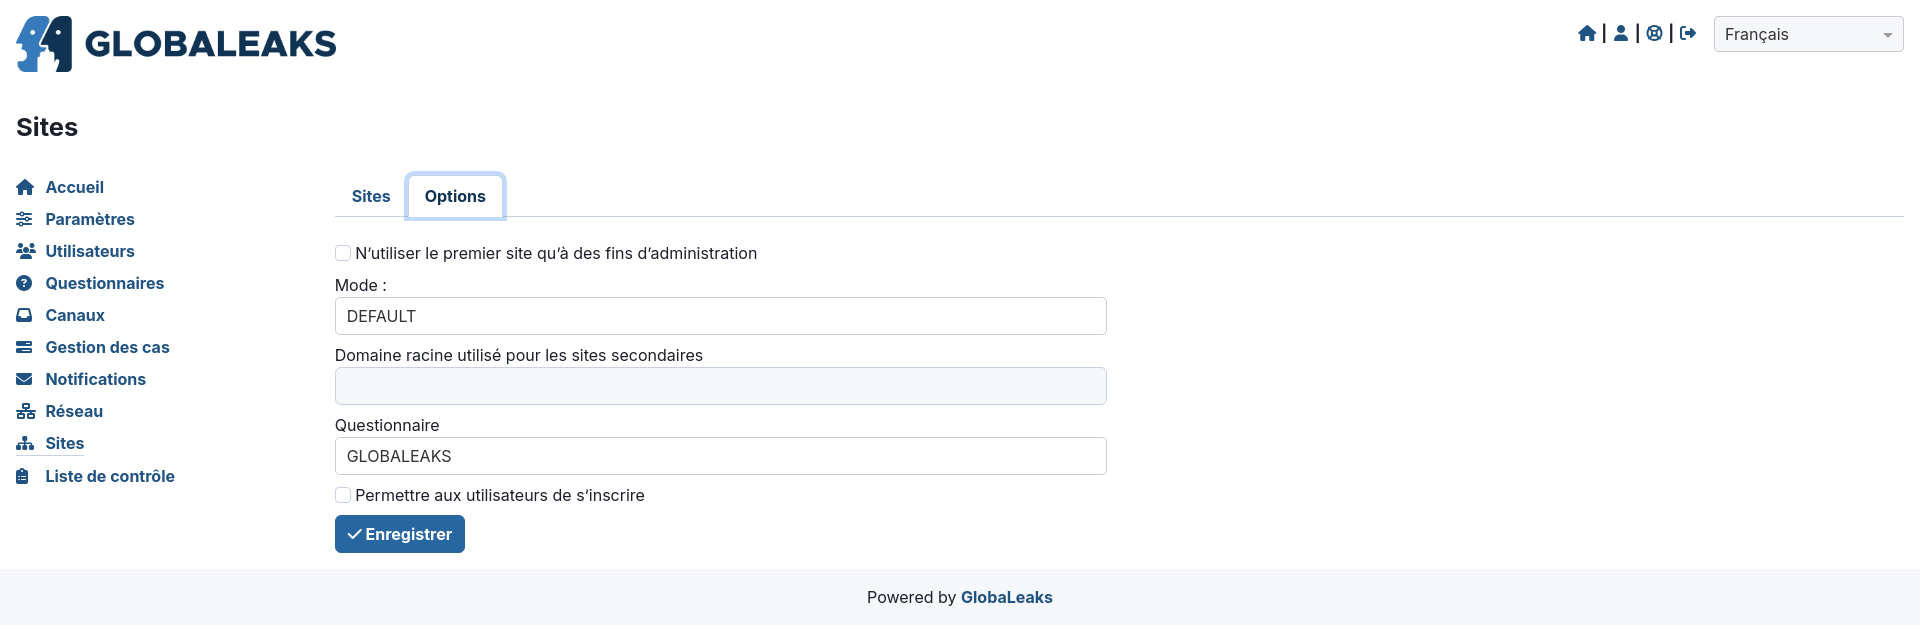 GLOBALEAKS
Français
Sites
Accueil
Paramètres
Utilisateurs
Questionnaires
Canaux
Gestion des cas
Notifications
Réseau
Sites
Liste de contrôle
Sites
Options
N’utiliser le premier site qu’à des fins d’administration
Mode :
DEFAULT
Domaine racine utilisé pour les sites secondaires
Questionnaire
GLOBALEAKS
Permettre aux utilisateurs de s’inscrire
Enregistrer
Powered by GlobaLeaks